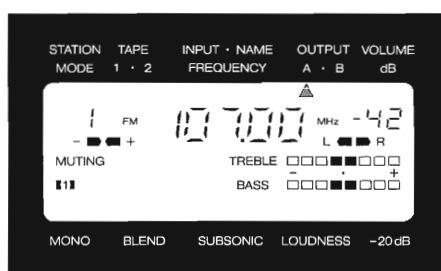 STATION TAPE INPUT · NAME OUTPUT VOLUME
MODE 1 · 2 FREQUENCY A · B dB
1 FM 107.00 MHz -42
- + L R
MUTING TREBLE
- · +
【1】 BASS
MONO BLEND SUBSONIC LOUDNESS -20dB